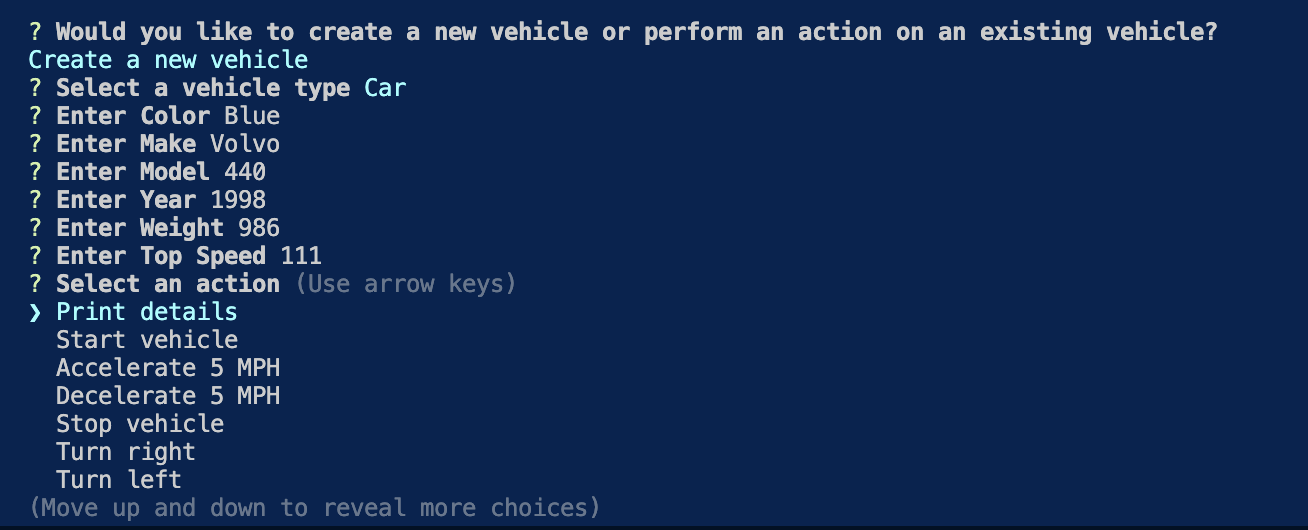 ? Would you like to create a new vehicle or perform an action on an existing vehicle?
Create a new vehicle
? Select a vehicle type Car
? Enter Color Blue
? Enter Make Volvo
? Enter Model 440
? Enter Year 1998
? Enter Weight 986
? Enter Top Speed 111
? Select an action (Use arrow keys)
❯ Print details
  Start vehicle
  Accelerate 5 MPH
  Decelerate 5 MPH
  Stop vehicle
  Turn right
  Turn left
(Move up and down to reveal more choices)